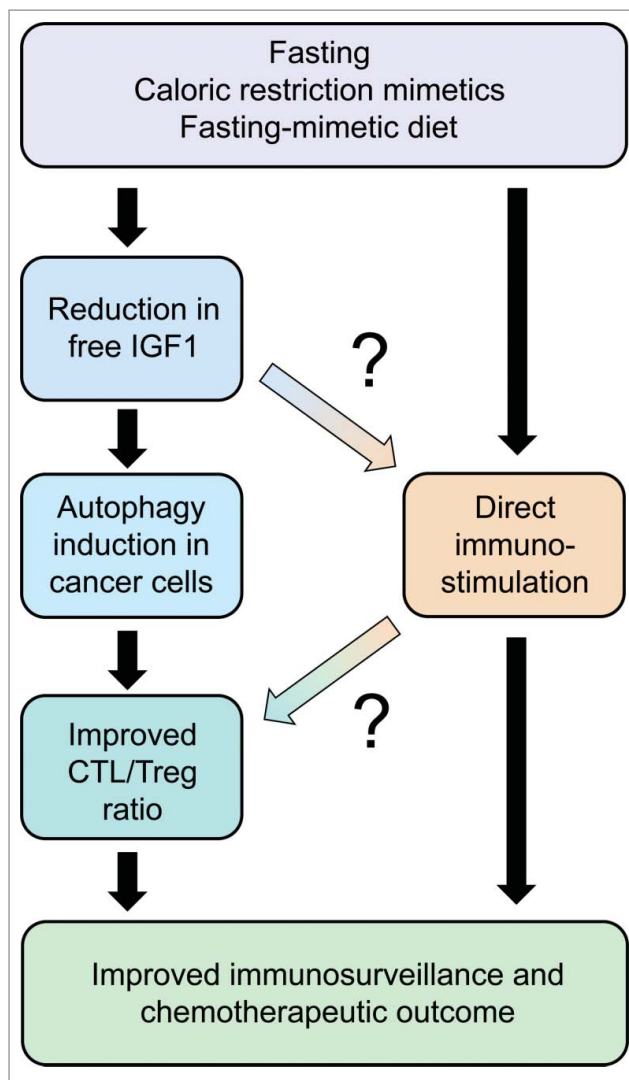 Fasting
Caloric restriction mimetics
Fasting-mimetic diet
Reduction in
free IGF1
?
Autophagy
induction in
cancer cells
Direct
immuno-
stimulation
?
Improved
CTL/Treg
ratio
Improved immunosurveillance and
chemotherapeutic outcome